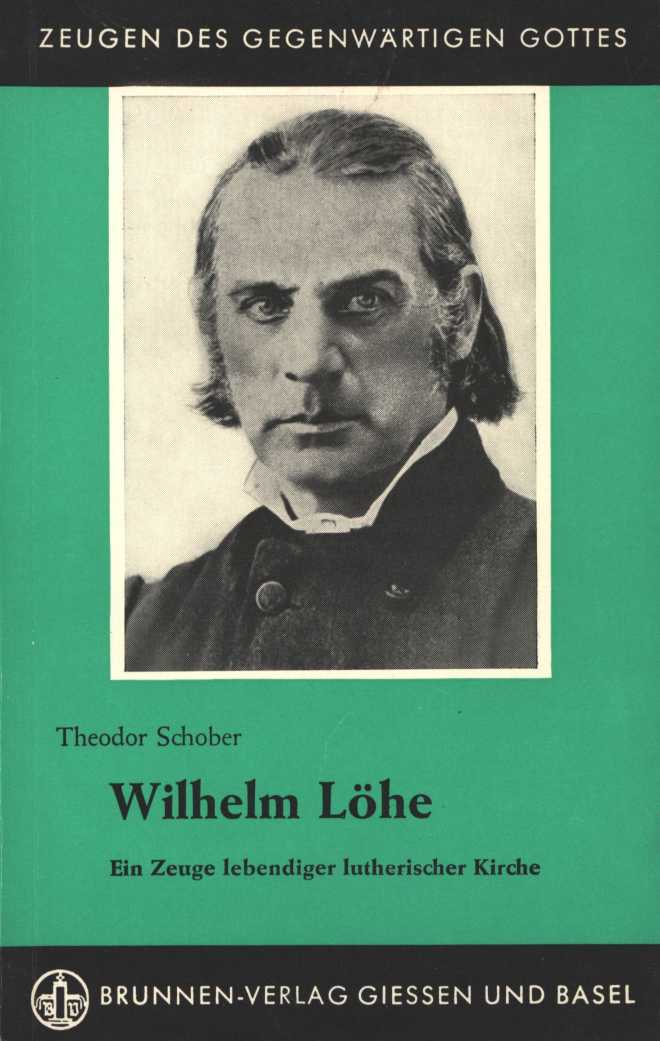 ZEUGEN DES GEGENWÄRTIGEN GOTTES
Theodor Schober
Wilhelm Löhe
Ein Zeuge lebendiger lutherischer Kirche
BRUNNEN-VERLAG GIESSEN UND BASEL